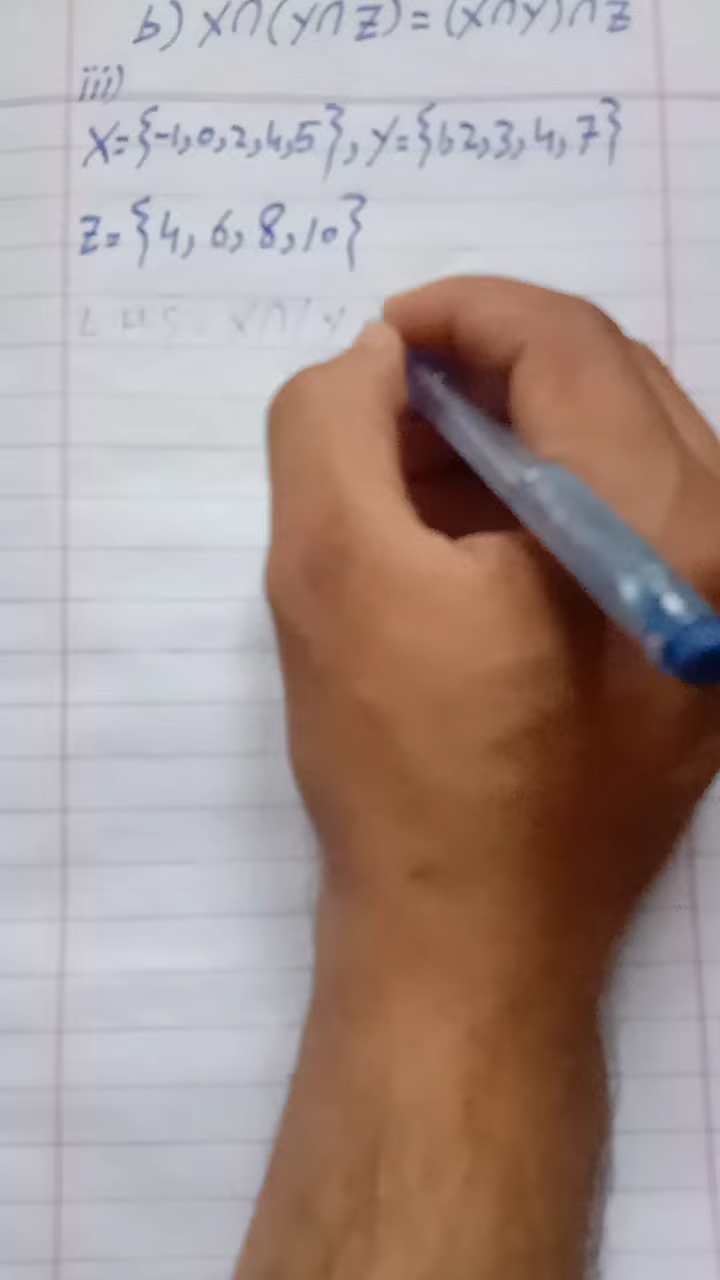 b) X∩(Y∩Z)=(X∩Y)∩Z
iii)
X={-1,0,2,4,5}, Y={1,2,3,4,7}
Z={4, 6, 8, 10}
L.H.S. X∩(Y